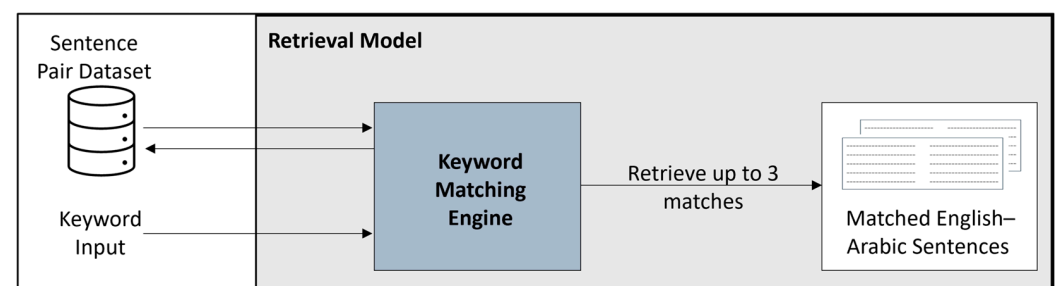 Sentence
Pair Dataset
Keyword
Input
Retrieval Model
Keyword
Matching
Engine
Retrieve up to 3
matches
Matched English–
Arabic Sentences